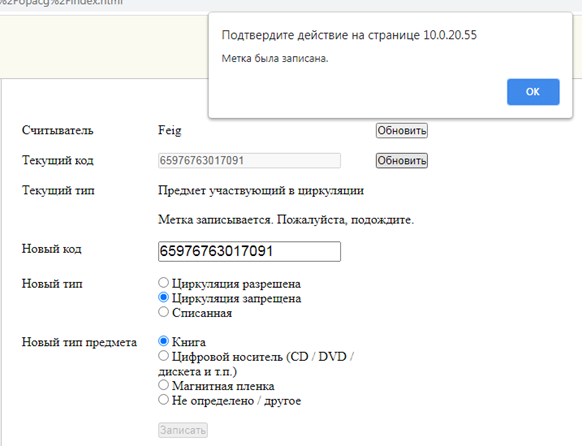 %2Fopacg%2Findex.html
Подтвердите действие на странице 10.0.20.55
Метка была записана.
ОК
Считыватель Feig Обновить
Текущий код 65976763017091 Обновить
Текущий тип Предмет участвующий в циркуляции
Метка записывается. Пожалуйста, подождите.
Новый код 65976763017091
Новый тип Циркуляция разрешена
Циркуляция запрещена
Списанная
Новый тип предмета Книга
Цифровой носитель (CD / DVD /
дискета и т.п.)
Магнитная пленка
Не определено / другое
Записать